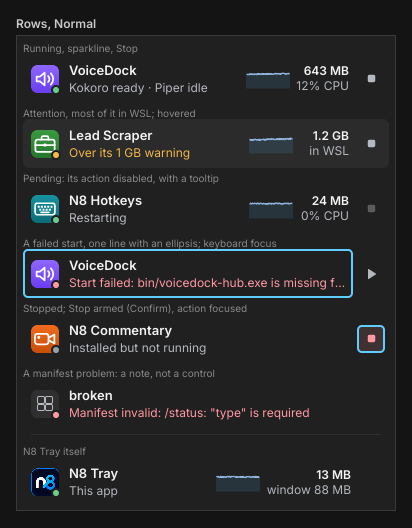 Rows, Normal
Running, sparkline, Stop
VoiceDock 643 MB
Kokoro ready · Piper idle 12% CPU
Attention, most of it in WSL; hovered
Lead Scraper 1.2 GB
Over its 1 GB warning in WSL
Pending: its action disabled, with a tooltip
N8 Hotkeys 24 MB
Restarting 0% CPU
A failed start, one line with an ellipsis; keyboard focus
VoiceDock
Start failed: bin/voicedock-hub.exe is missing f...
Stopped; Stop armed (Confirm), action focused
N8 Commentary
Installed but not running
A manifest problem: a note, not a control
broken
Manifest invalid: /status: "type" is required
N8 Tray itself
n8 N8 Tray 13 MB
This app window 88 MB